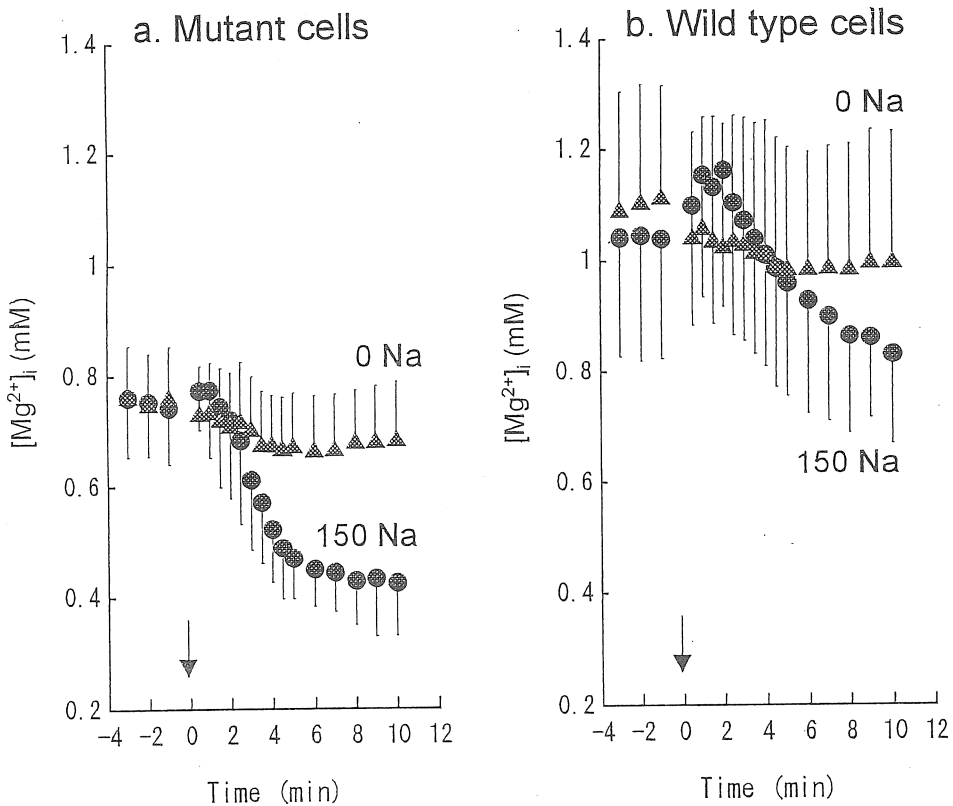 a. Mutant cells
[Mg²⁺]ᵢ (mM)
1.4
1.2
1
0.8
0.6
0.4
0.2
0 Na
150 Na
-4 -2 0 2 4 6 8 10 12
Time (min)
b. Wild type cells
[Mg²⁺]ᵢ (mM)
1.4
1.2
1
0.8
0.6
0.4
0.2
0 Na
150 Na
-4 -2 0 2 4 6 8 10 12
Time (min)